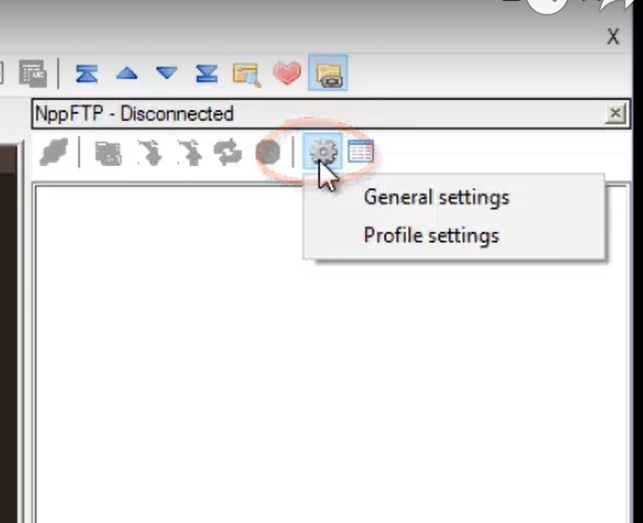 X
NppFTP - Disconnected
General settings
Profile settings